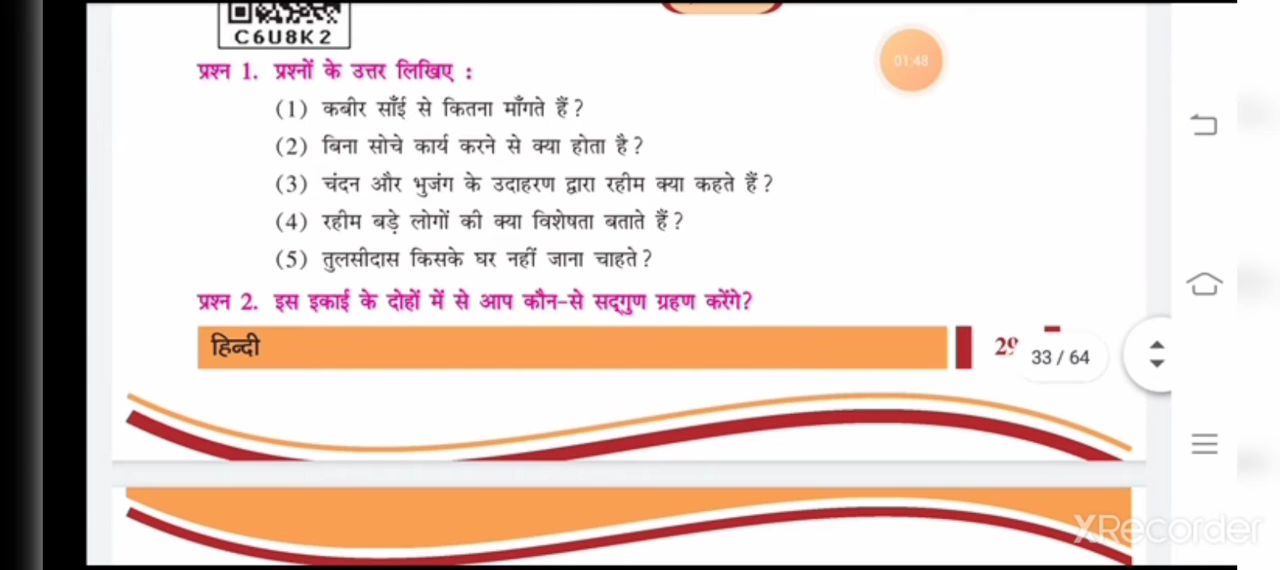 C6U8K2
01:48
प्रश्न 1. प्रश्नों के उत्तर लिखिए :
(1) कबीर साँई से कितना माँगते हैं?
(2) बिना सोचे कार्य करने से क्या होता है?
(3) चंदन और भुजंग के उदाहरण द्वारा रहीम क्या कहते हैं?
(4) रहीम बड़े लोगों की क्या विशेषता बताते हैं?
(5) तुलसीदास किसके घर नहीं जाना चाहते?
प्रश्न 2. इस इकाई के दोहों में से आप कौन-से सद्गुण ग्रहण करेंगे?
हिन्दी 29
33 / 64
XRecorder